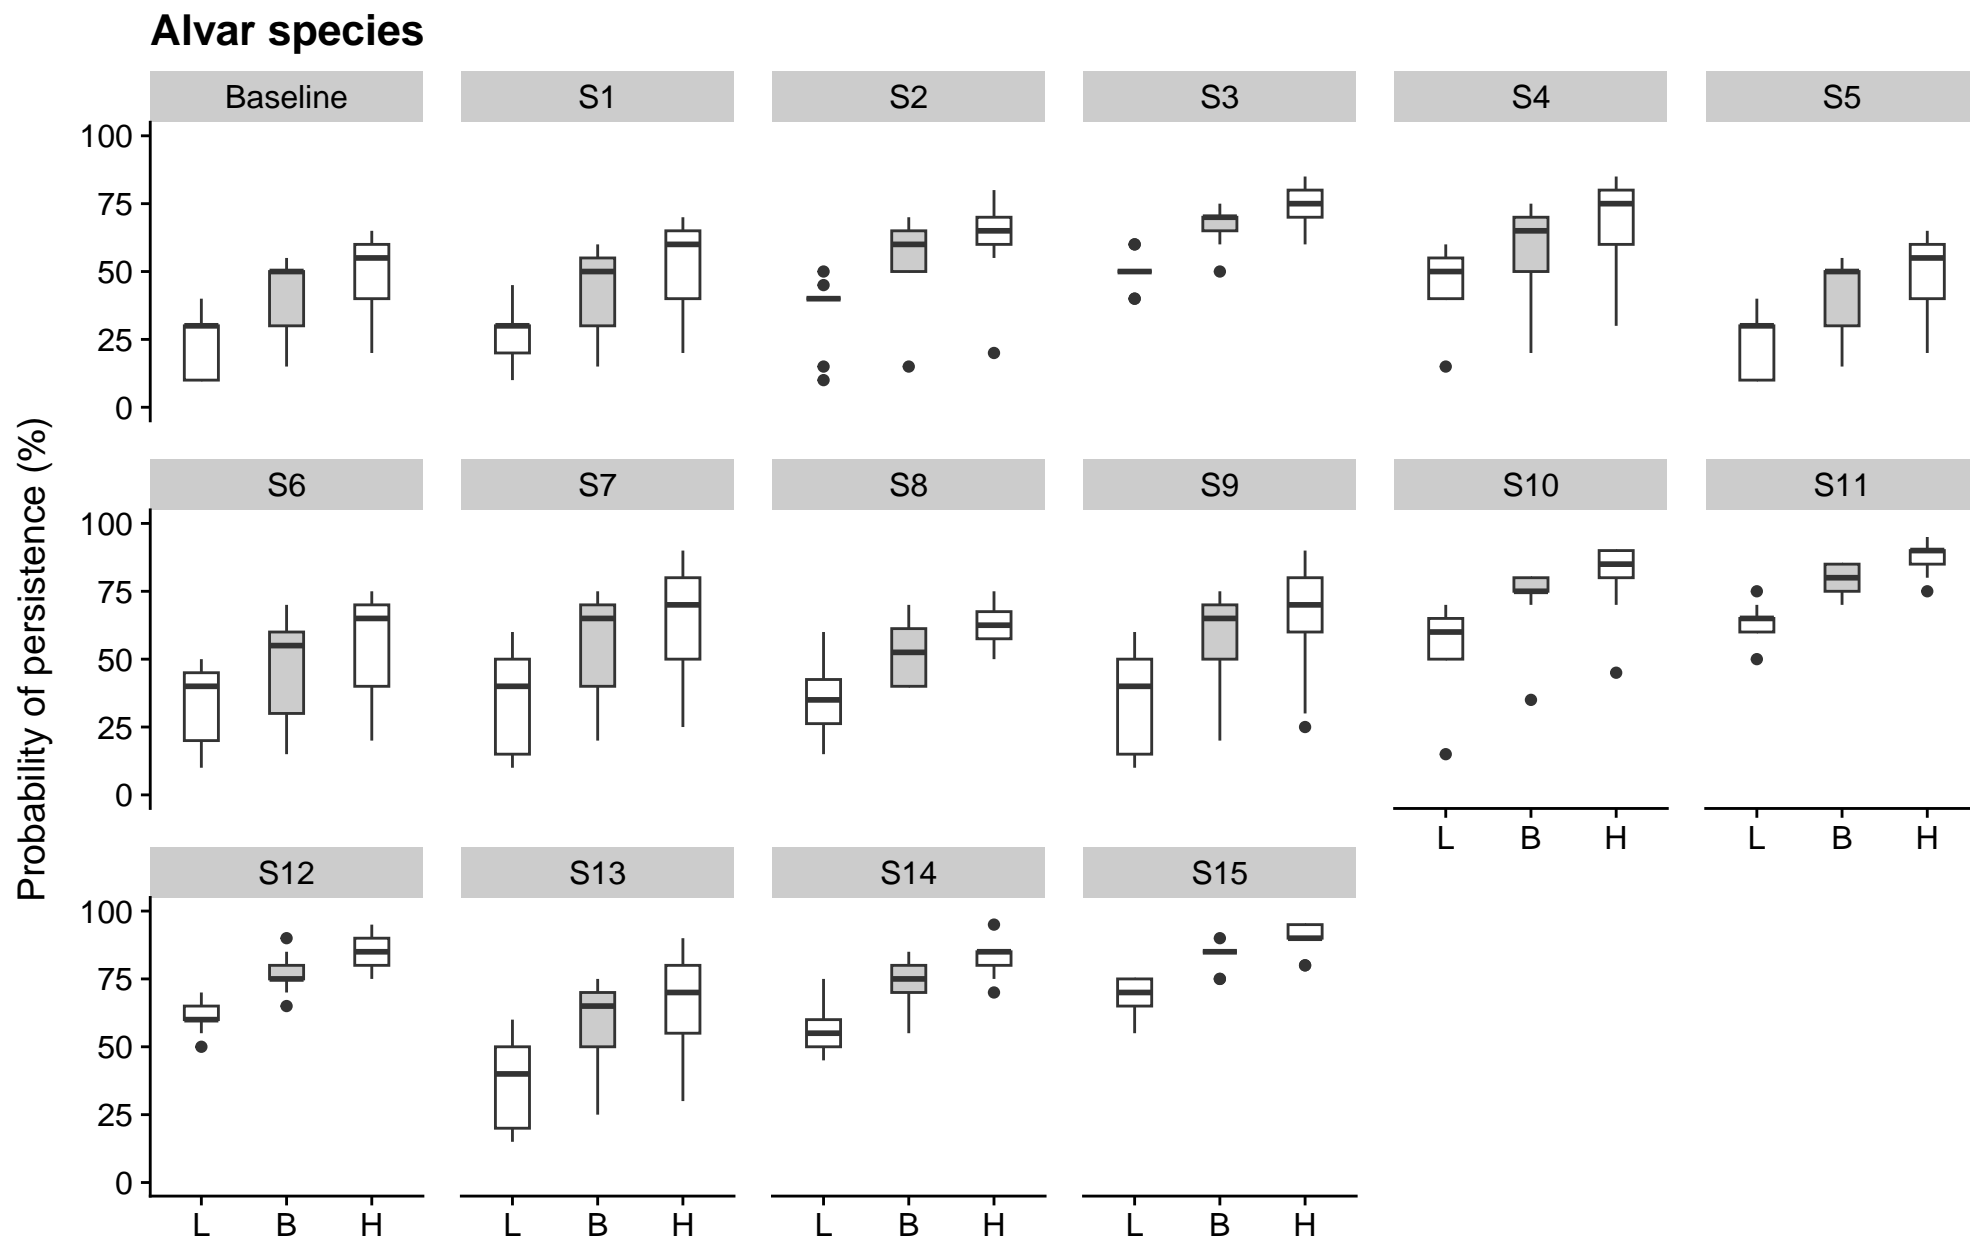 Alvar species
Baseline S1 S2 S3 S4 S5
100
75
50
25
0
Probability of persistence (%)
S6 S7 S8 S9 S10 S11
100
75
50
25
0
L B H L B H
S12 S13 S14 S15
100
75
50
25
0
L B H L B H L B H L B H